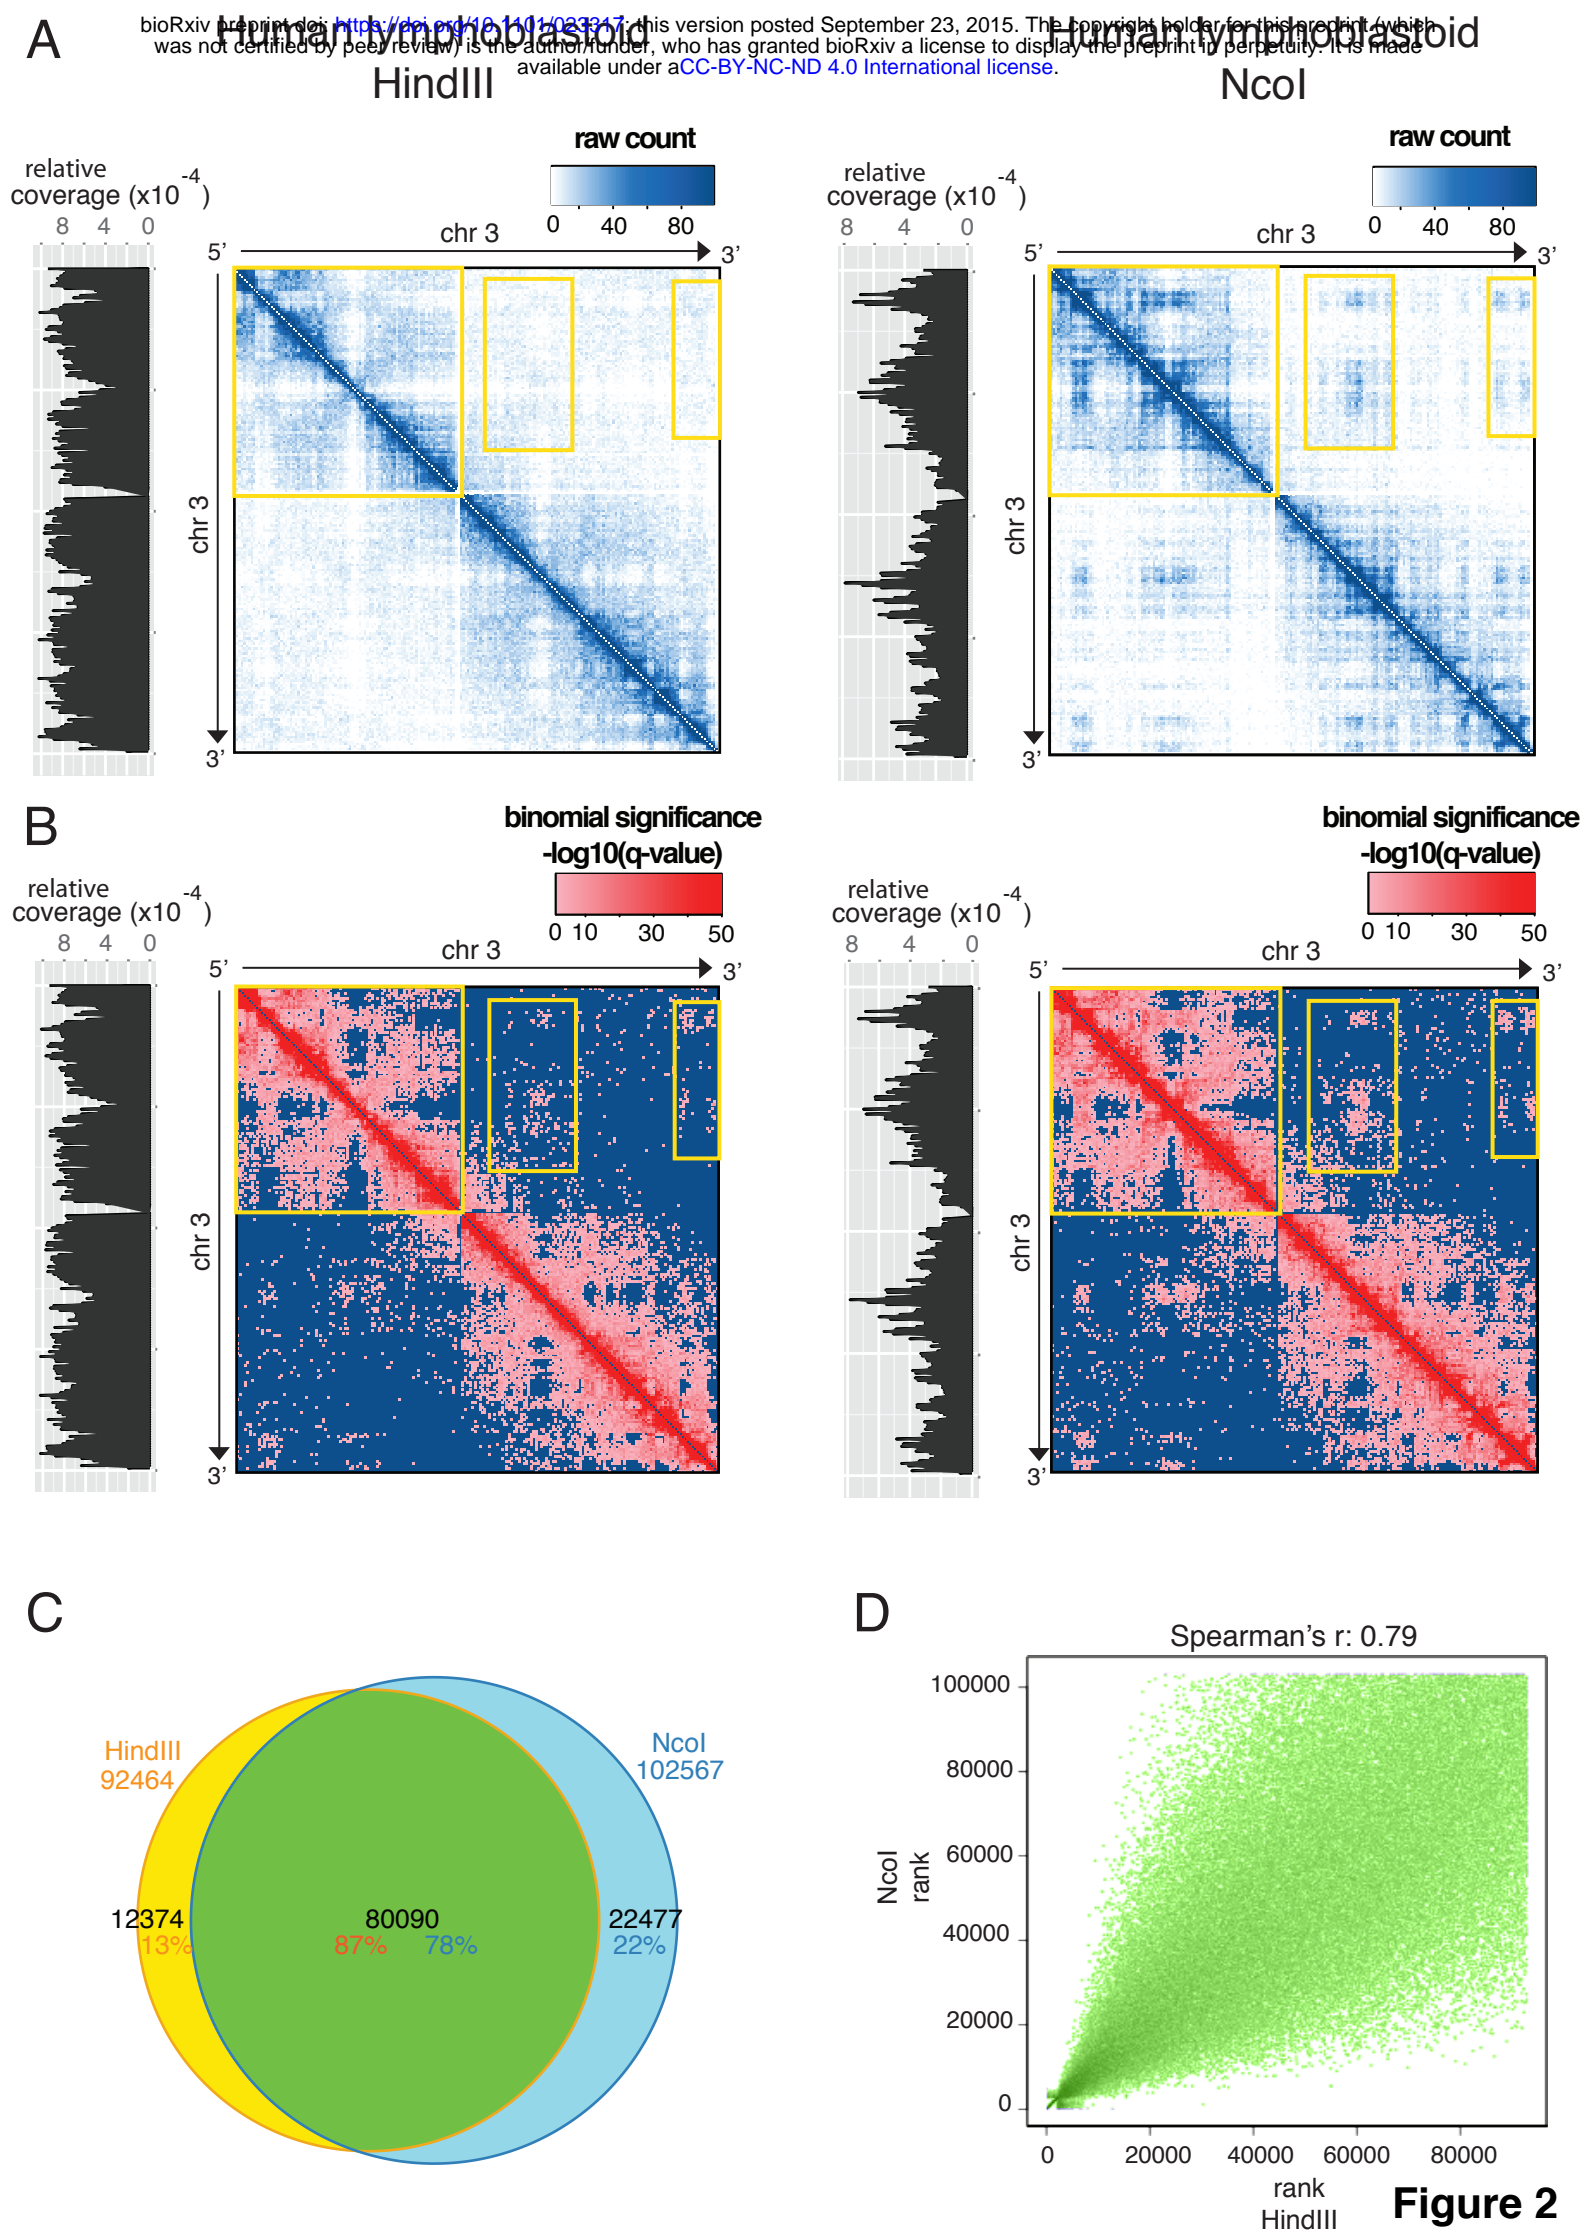 bioRxiv preprint doi: https://doi.org/10.1101/023317; this version posted September 23, 2015. The copyright holder for this preprint (which
was not certified by peer review) is the author/funder, who has granted bioRxiv a license to display the preprint in perpetuity. It is made
available under aCC-BY-NC-ND 4.0 International license.
A
Human lymphoblastoid
HindIII
Human lymphoblastoid
NcoI
raw count
0 40 80
relative
coverage (x10-4)
8 4 0
5’ chr 3 3’
chr 3
3’
raw count
0 40 80
relative
coverage (x10-4)
8 4 0
5’ chr 3 3’
chr 3
3’
B
binomial significance
-log10(q-value)
0 10 30 50
relative
coverage (x10-4)
8 4 0
5’ chr 3 3’
chr 3
3’
binomial significance
-log10(q-value)
0 10 30 50
relative
coverage (x10-4)
8 4 0
5’ chr 3 3’
chr 3
3’
C
HindIII
92464
NcoI
102567
12374
13%
80090
87% 78%
22477
22%
D
Spearman’s r: 0.79
100000
80000
60000
40000
20000
0
NcoI
rank
0 20000 40000 60000 80000
rank
HindIII
Figure 2